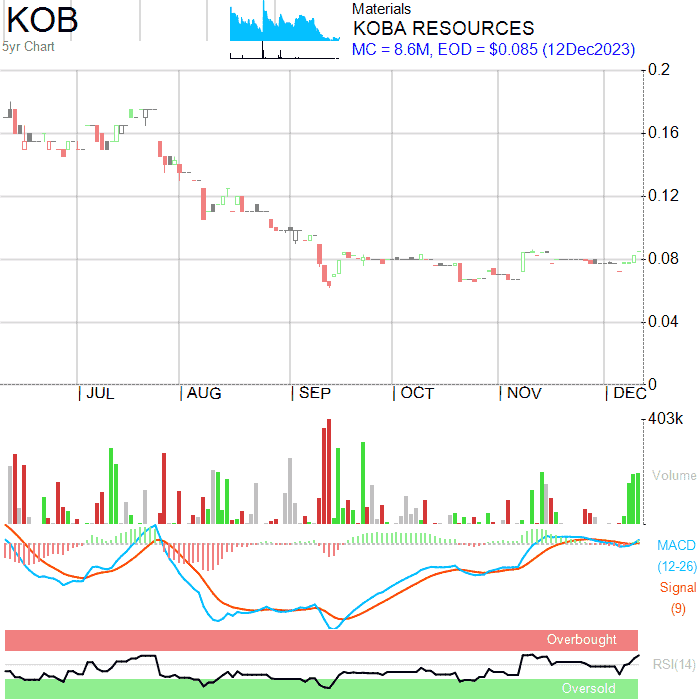 KOB
5yr Chart
Materials
KOBA RESOURCES
MC = 8.6M, EOD = $0.085 (12Dec2023)
0.2
0.16
0.12
0.08
0.04
0
JUL AUG SEP OCT NOV DEC
403k
Volume
MACD
(12-26)
Signal
(9)
Overbought
RSI(14)
Oversold